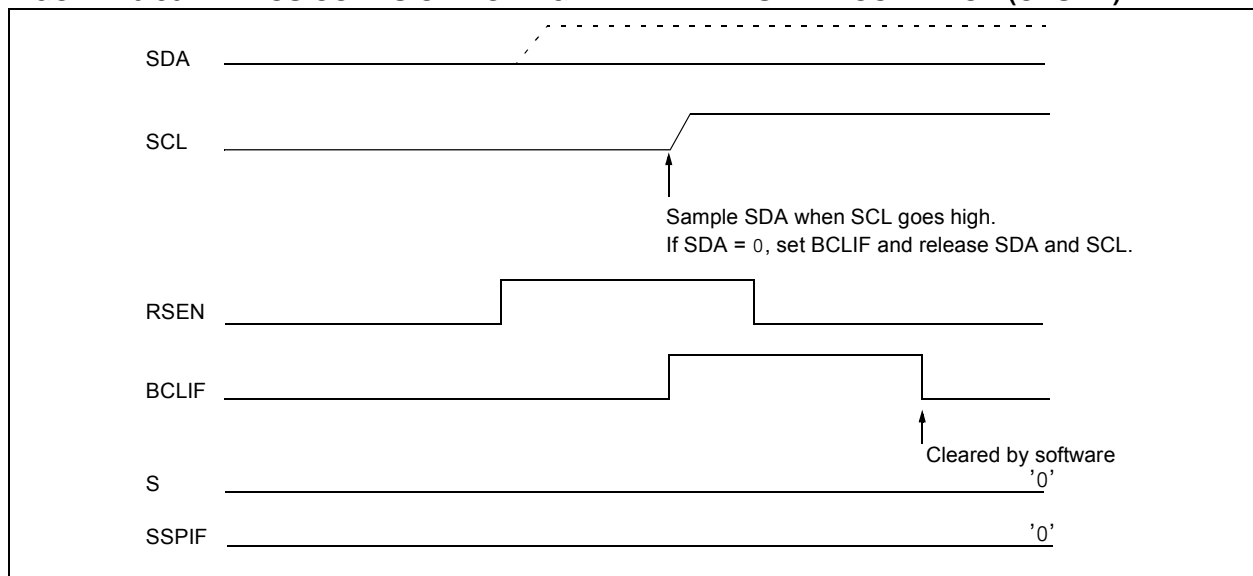 SDA
SCL
Sample SDA when SCL goes high.
If SDA = 0, set BCLIF and release SDA and SCL.
RSEN
BCLIF
Cleared by software
S
'0'
SSPIF
'0'